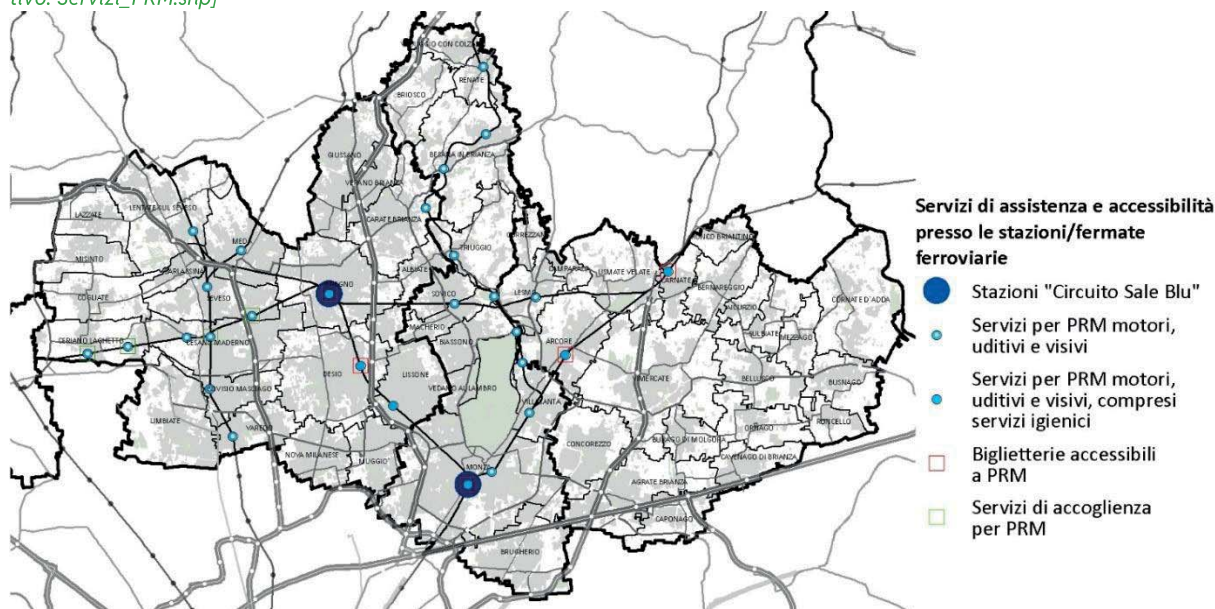 tivo: Servizi_PRM.shp]
RENATE
BRIOSCO
BESANA IN BRIANZA
GIUSSANO
VERANO BRIANZA
CARATE BRIANZA
LAZZATE
LENTATE SUL SEVESO
MISINTO
TRIUGGIO
ALBIATE
COGLIATE
BARLASSINA
SEVESO
SOVICO
LESMO
CAMPARADA
USMATE VELATE
CARNATE
BERNAREGGIO
CORNATE D'ADDA
MACHERIO
BIASSONO
CERIANO LAGHETTO
CESANO MADERNO
ARCORE
SULBIATE
MEZZAGO
DESIO
LISSONE
VEDANO AL LAMBRO
VIMERCATE
BELLUSCO
BUSNAGO
BOVISIO MASCIAGO
LIMBIATE
VAREDO
VILLASANTA
RONCELLO
ORNAGO
NOVA MILANESE
MUGGIO'
CONCOREZZO
BURAGO DI MOLGORA
CAVENAGO DI BRIANZA
MONZA
AGRATE BRIANZA
CAPONAGO
BRUGHERIO
Servizi di assistenza e accessibilità
presso le stazioni/fermate
ferroviarie
Stazioni "Circuito Sale Blu"
Servizi per PRM motori,
uditivi e visivi
Servizi per PRM motori,
uditivi e visivi, compresi
servizi igienici
Biglietterie accessibili
a PRM
Servizi di accoglienza
per PRM